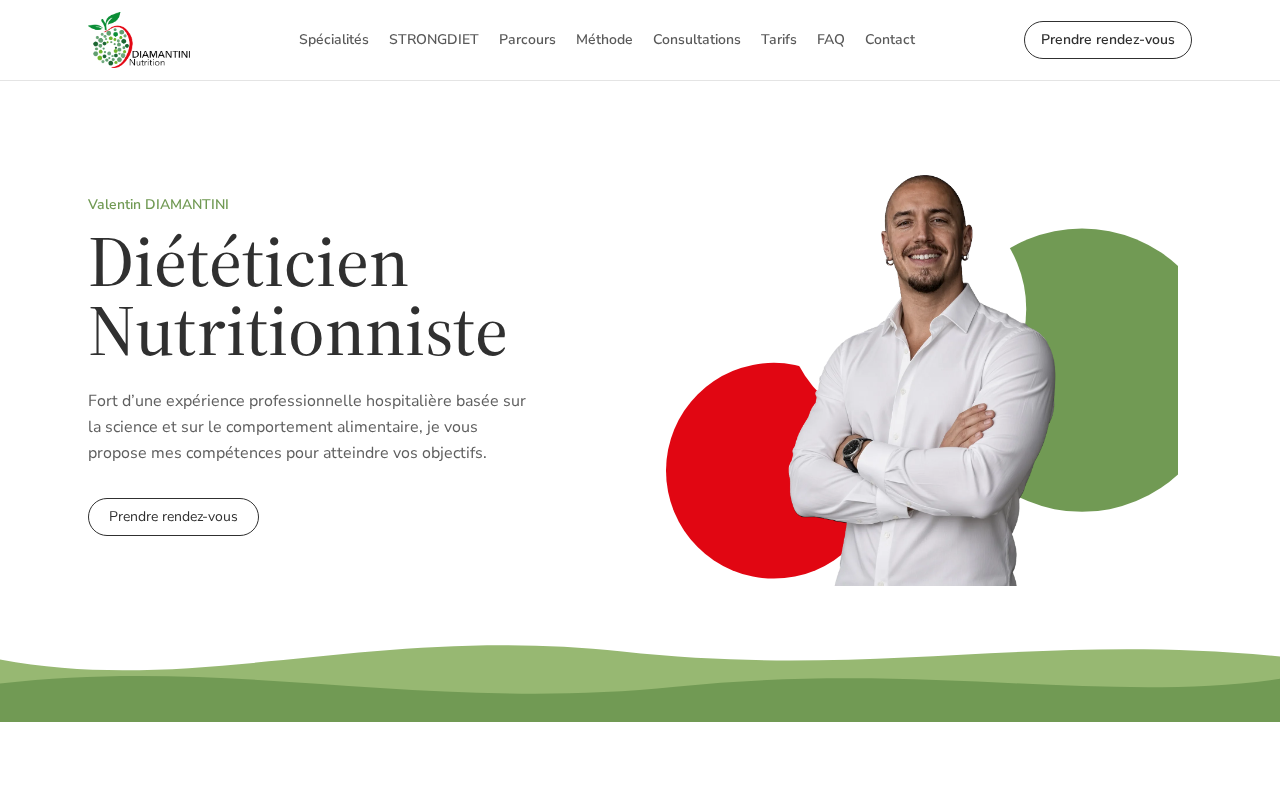 DIAMANTINI
Nutrition
Spécialités
STRONGDIET
Parcours
Méthode
Consultations
Tarifs
FAQ
Contact
Prendre rendez-vous
Valentin DIAMANTINI
Diététicien
Nutritionniste
Fort d’une expérience professionnelle hospitalière basée sur
la science et sur le comportement alimentaire, je vous
propose mes compétences pour atteindre vos objectifs.
Prendre rendez-vous